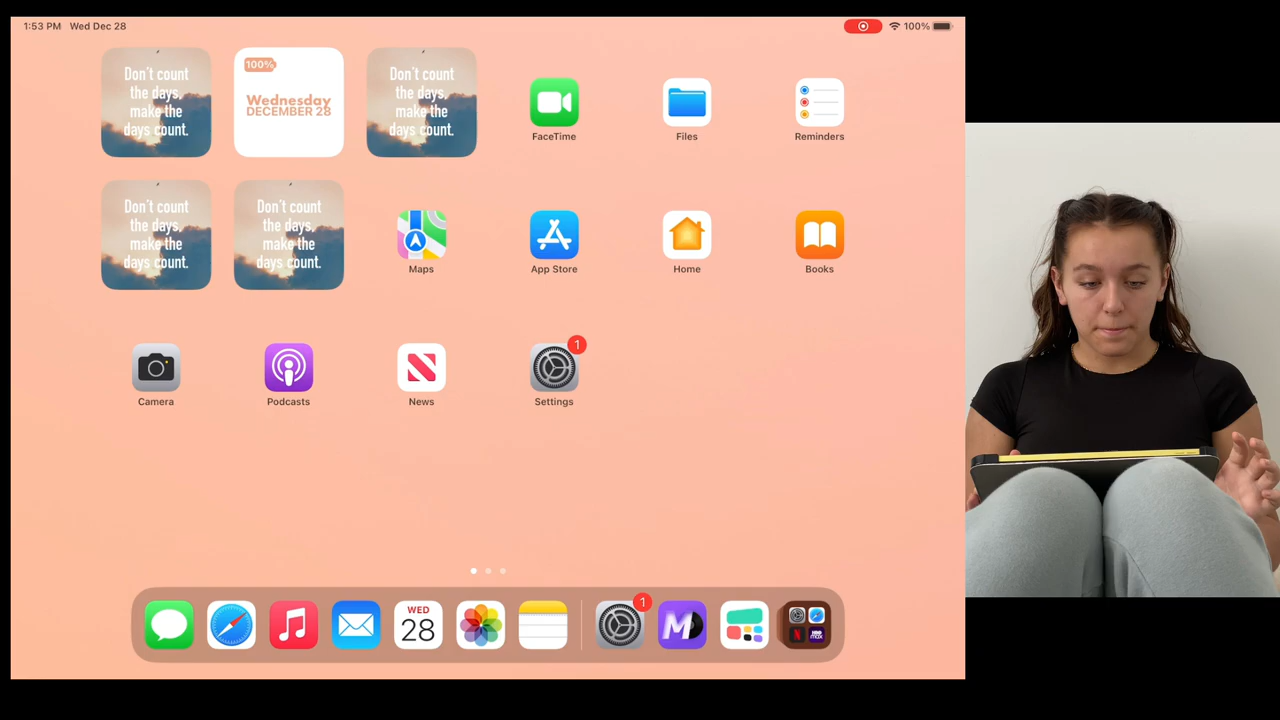 1:53 PM Wed Dec 28
100%
Don't count
the days,
make the
days count.
100%
Wednesday
DECEMBER 28
Don't count
the days,
make the
days count.
FaceTime
Files
Reminders
Don't count
the days,
make the
days count.
Don't count
the days,
make the
days count.
Maps
App Store
Home
Books
Camera
Podcasts
News
1
Settings
WED
28
1
M
HBO
max